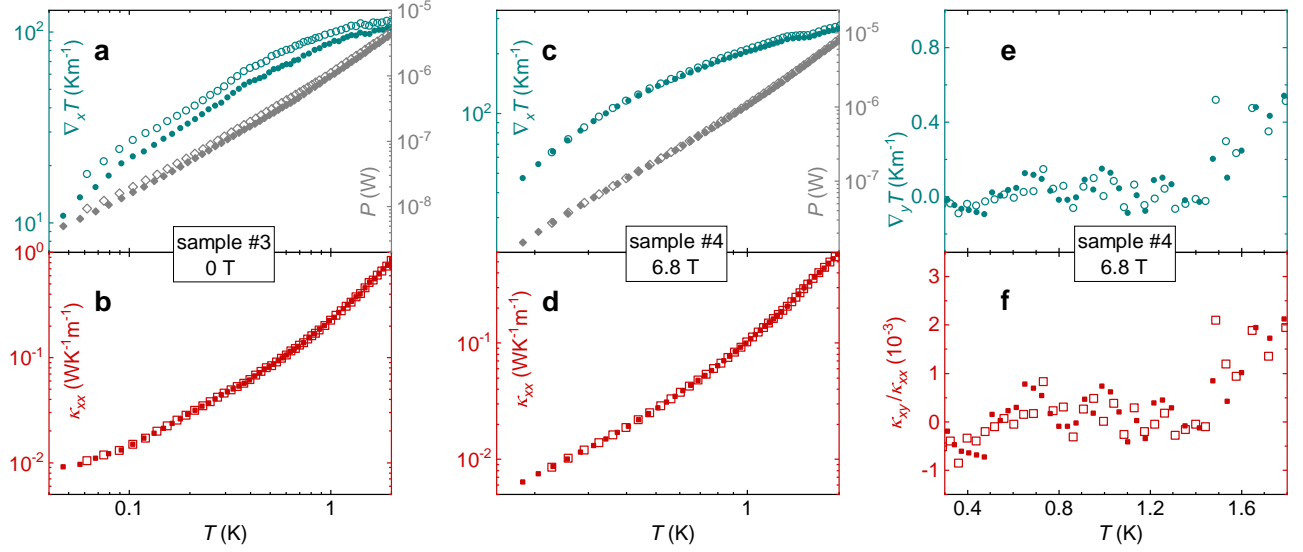 a
10²
10¹
∇ₓT (Km⁻¹)
10⁻⁵
10⁻⁶
10⁻⁷
10⁻⁸
P (W)
sample #3
0 T
b
10⁰
10⁻¹
10⁻²
κₓₓ (WK⁻¹m⁻¹)
0.1
1
T (K)
c
10²
∇ₓT (Km⁻¹)
10⁻⁵
10⁻⁶
10⁻⁷
P (W)
sample #4
6.8 T
d
10⁻¹
10⁻²
κₓₓ (WK⁻¹m⁻¹)
1
T (K)
e
0.8
0.4
0.0
∇yT (Km⁻¹)
sample #4
6.8 T
f
3
2
1
0
-1
κxy/κxx (10⁻³)
0.4
0.8
1.2
1.6
T (K)